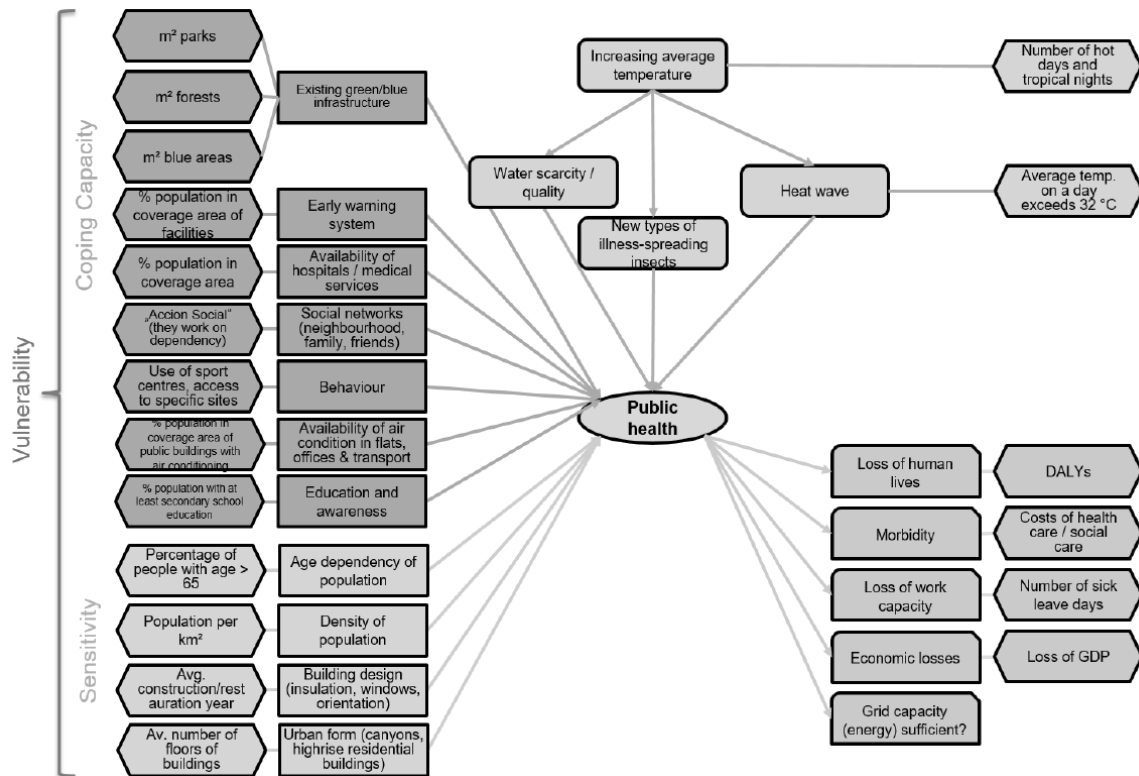 Vulnerability
Coping Capacity
Sensitivity
m² parks
m² forests
m² blue areas
Existing green/blue
infrastructure
% population in
coverage area of
facilities
Early warning
system
% population in
coverage area
Availability of
hospitals / medical
services
„Accion Social“
(they work on
dependency)
Social networks
(neighbourhood,
family, friends)
Use of sport
centres, access
to specific sites
Behaviour
% population in
coverage area of
public buildings with
air conditioning
Availability of air
condition in flats,
offices & transport
% population with at
least secondary school
education
Education and
awareness
Percentage of
people with age >
65
Age dependency of
population
Population per
km²
Density of
population
Avg.
construction/rest
auration year
Building design
(insulation, windows,
orientation)
Av. number of
floors of
buildings
Urban form (canyons,
highrise residential
buildings)
Increasing average
temperature
Number of hot
days and
tropical nights
Water scarcity /
quality
Heat wave
Average temp.
on a day
exceeds 32 °C
New types of
illness-spreading
insects
Public
health
Loss of human
lives
DALYs
Morbidity
Costs of health
care / social
care
Loss of work
capacity
Number of sick
leave days
Economic losses
Loss of GDP
Grid capacity
(energy) sufficient?